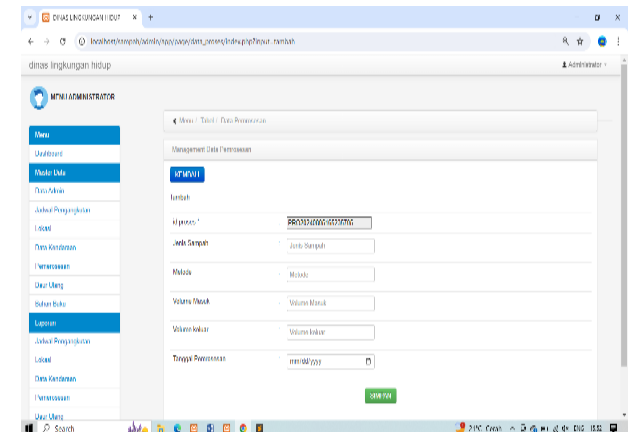 DINAS LINGKUNGAN HIDUP
localhost/sampah/admin/app/page/data_proses/index.php?input=tambah
dinas lingkungan hidup
Administrator
MENU ADMINISTRATOR
Menu / Tabel / Data Pemrosesan
Menu
Management Data Pemrosesan
Dashboard
Master Data
KEMBALI
Data Admin
tambah
Jadwal Pengangkutan
id proses *
Lokasi
Jenis Sampah
Jenis Sampah
Data Kendaraan
Pemrosesan
Metode
Metode
Daur Ulang
Bahan Baku
Volume Masuk
Volume Masuk
Laporan
Volume keluar
Volume keluar
Jadwal Pengangkutan
Lokasi
Tanggal Pemrosesan
mm/dd/yyyy
Data Kendaraan
Pemrosesan
SIMPAN
Daur Ulang
Search
21°C Cerah
ENG